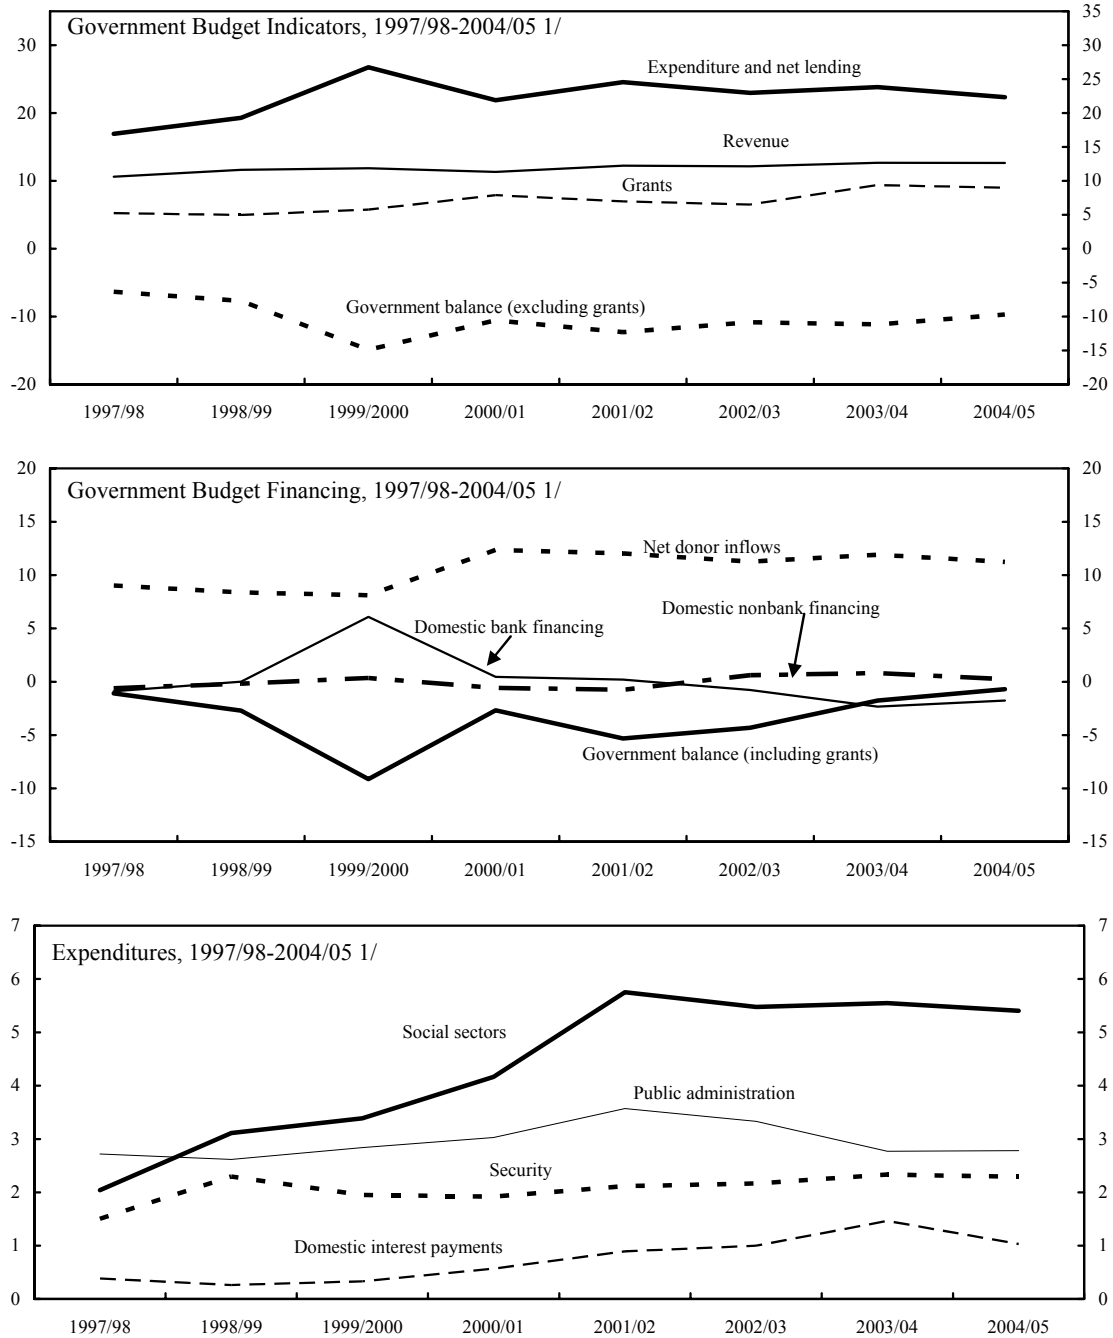 Government Budget Indicators, 1997/98-2004/05 1/
35
30
30
25
20
20
15
10
10
5
0
0
-5
-10
-10
-15
-20
-20
Expenditure and net lending
Revenue
Grants
Government balance (excluding grants)
1997/98 1998/99 1999/2000 2000/01 2001/02 2002/03 2003/04 2004/05
Government Budget Financing, 1997/98-2004/05 1/
20 20
15 15
10 10
5 5
0 0
-5 -5
-10 -10
-15 -15
Net donor inflows
Domestic nonbank financing
Domestic bank financing
Government balance (including grants)
1997/98 1998/99 1999/2000 2000/01 2001/02 2002/03 2003/04 2004/05
Expenditures, 1997/98-2004/05 1/
7 7
6 6
5 5
4 4
3 3
2 2
1 1
0 0
Social sectors
Public administration
Security
Domestic interest payments
1997/98 1998/99 1999/2000 2000/01 2001/02 2002/03 2003/04 2004/05